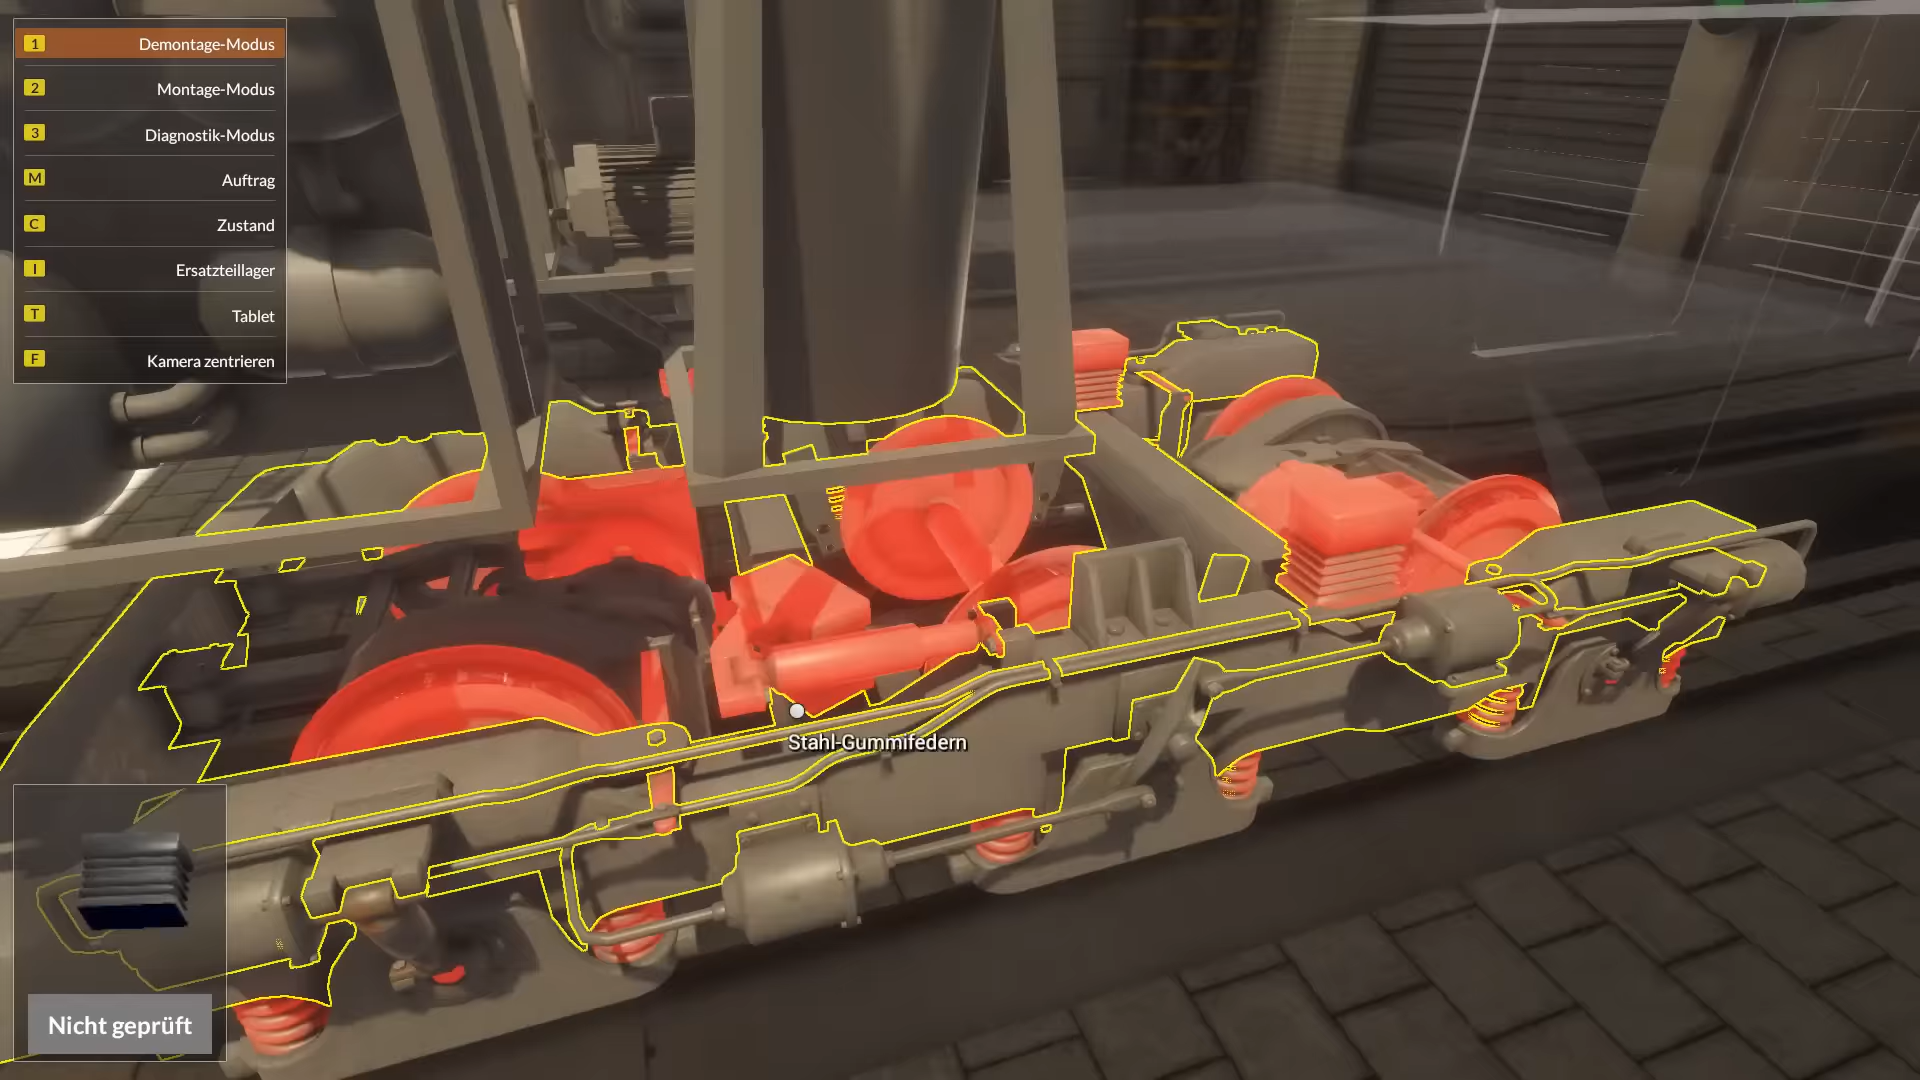 1 Demontage-Modus
2 Montage-Modus
3 Diagnostik-Modus
M Auftrag
C Zustand
I Ersatzteillager
T Tablet
F Kamera zentrieren
Stahl-Gummifedern
Nicht geprüft